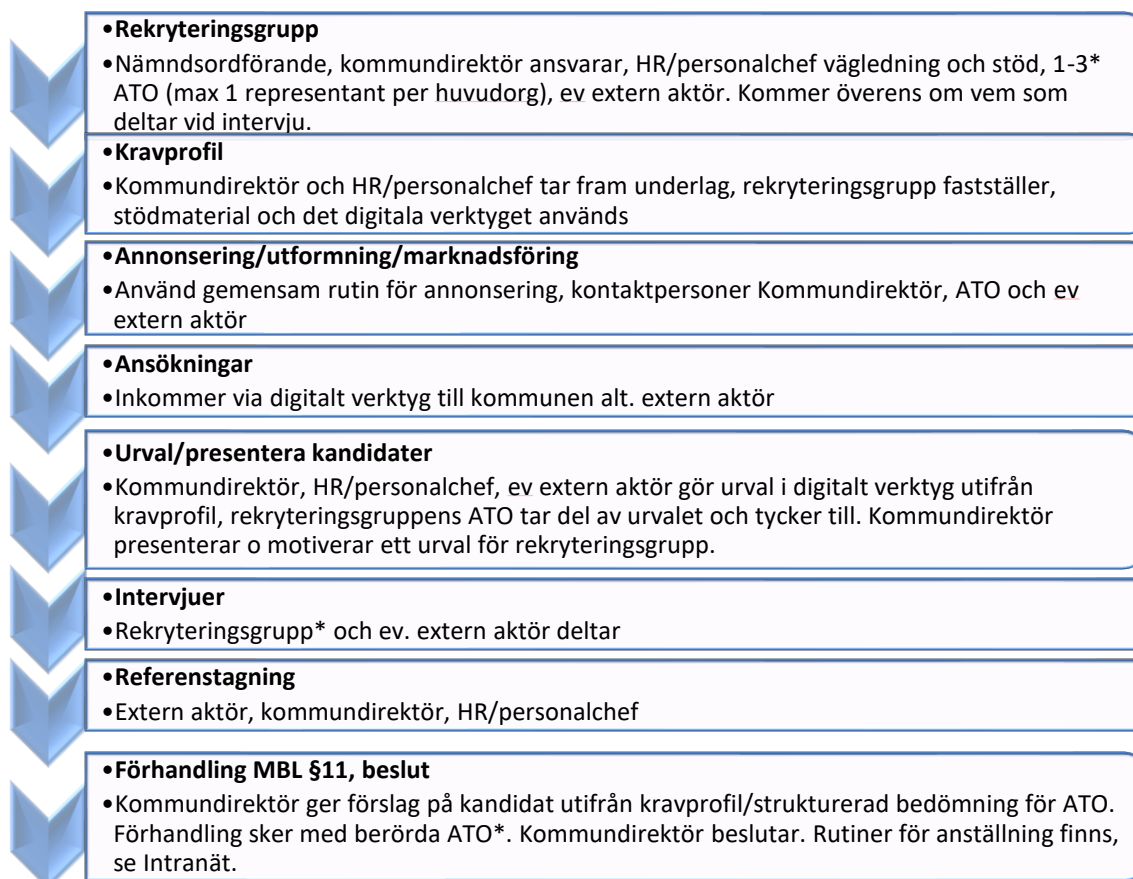 •Rekryteringsgrupp
•Nämndsordförande, kommundirektör ansvarar, HR/personalchef vägledning och stöd, 1-3*
ATO (max 1 representant per huvudorg), ev extern aktör. Kommer överens om vem som
deltar vid intervju.
•Kravprofil
•Kommundirektör och HR/personalchef tar fram underlag, rekryteringsgrupp fastställer,
stödmaterial och det digitala verktyget används
•Annonsering/utformning/marknadsföring
•Använd gemensam rutin för annonsering, kontaktpersoner Kommundirektör, ATO och ev
extern aktör
•Ansökningar
•Inkommer via digitalt verktyg till kommunen alt. extern aktör
•Urval/presentera kandidater
•Kommundirektör, HR/personalchef, ev extern aktör gör urval i digitalt verktyg utifrån
kravprofil, rekryteringsgruppens ATO tar del av urvalet och tycker till. Kommundirektör
presenterar o motiverar ett urval för rekryteringsgrupp.
•Intervjuer
•Rekryteringsgrupp* och ev. extern aktör deltar
•Referenstagning
•Extern aktör, kommundirektör, HR/personalchef
•Förhandling MBL §11, beslut
•Kommundirektör ger förslag på kandidat utifrån kravprofil/strukturerad bedömning för ATO.
Förhandling sker med berörda ATO*. Kommundirektör beslutar. Rutiner för anställning finns,
se Intranät.